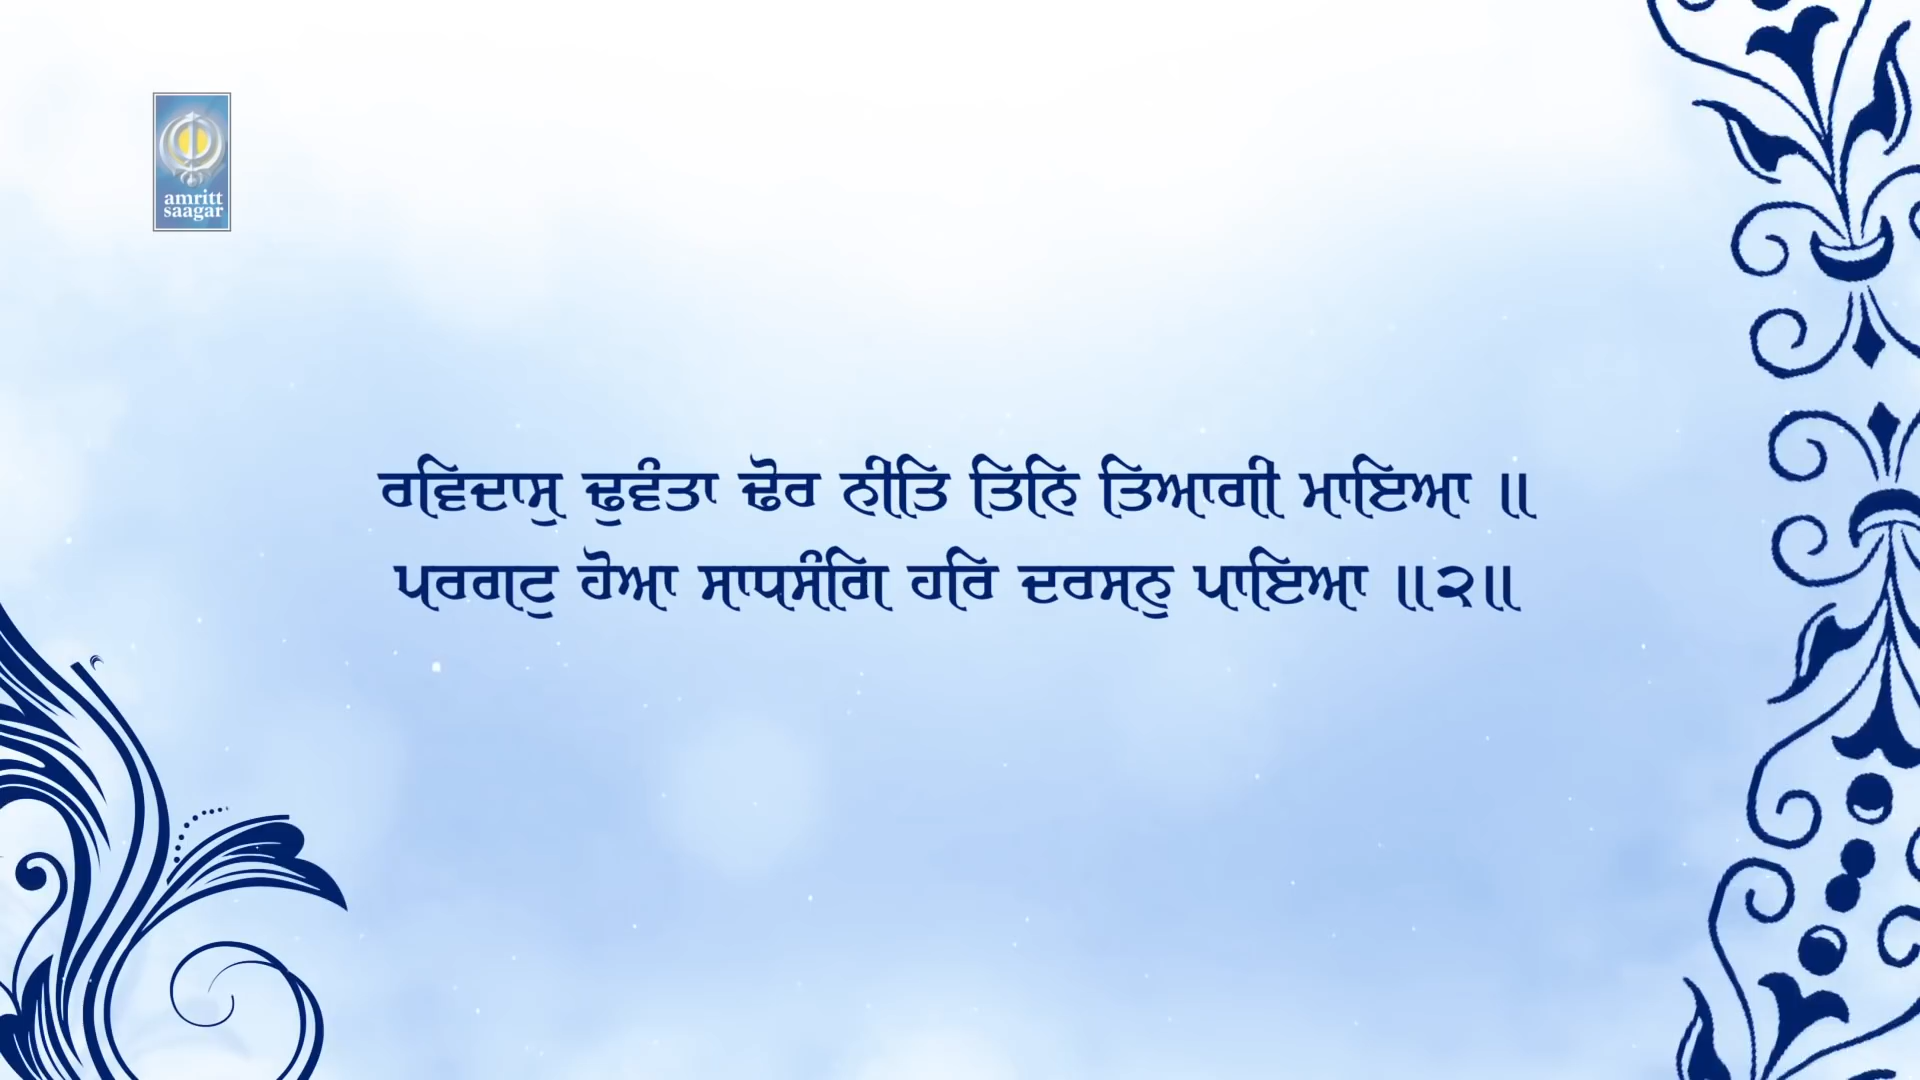 amritt
saagar
ਰਵਿਦਾਸੁ ਢੁਵੰਤਾ ਢੋਰ ਨੀਤਿ ਤਿਨਿ ਤਿਆਗੀ ਮਾਇਆ ॥
ਪਰਗਟੁ ਹੋਆ ਸਾਧਸੰਗਿ ਹਰਿ ਦਰਸਨੁ ਪਾਇਆ ॥੨॥